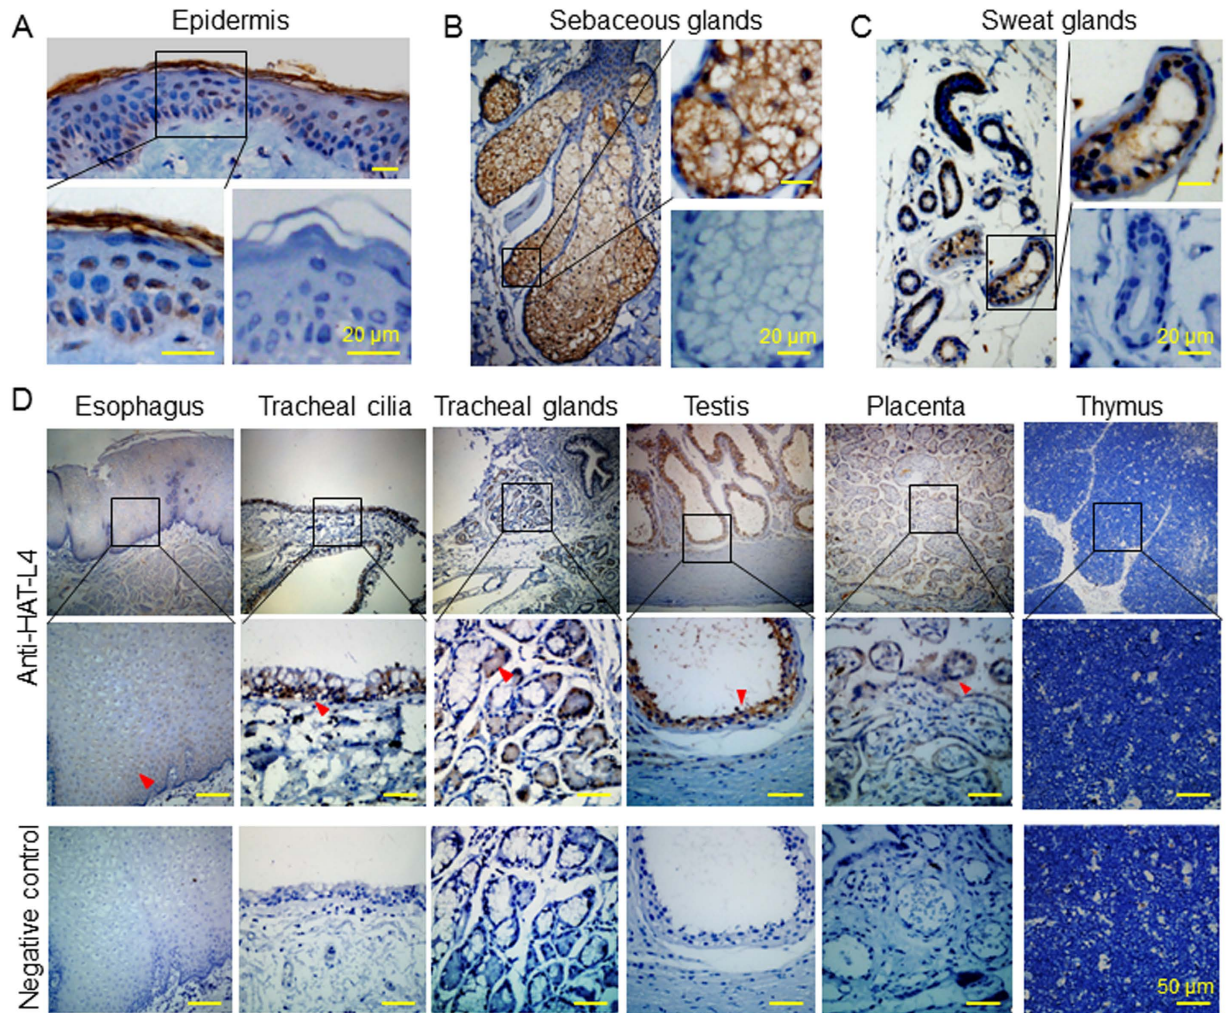 A
Epidermis
20 µm
B
Sebaceous glands
20 µm
C
Sweat glands
20 µm
D
Esophagus
Tracheal cilia
Tracheal glands
Testis
Placenta
Thymus
Anti-HAT-L4
Negative control
50 µm